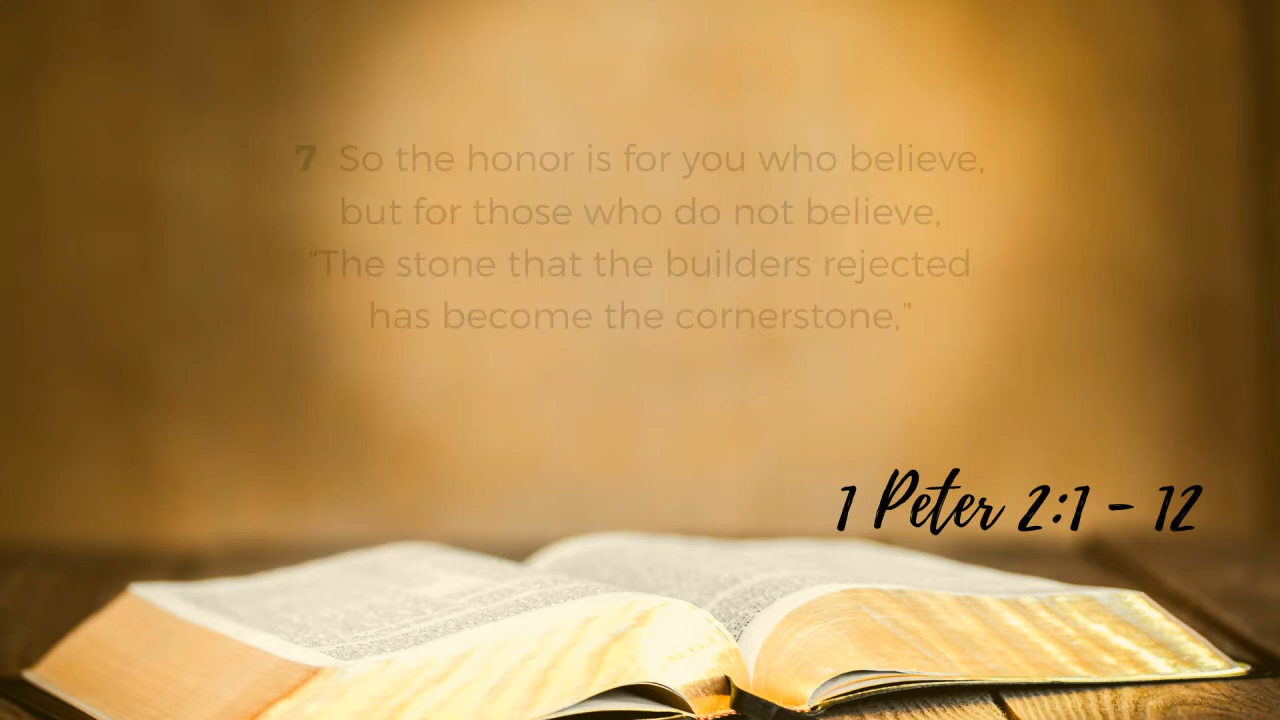 7 So the honor is for you who believe,
but for those who do not believe,
"The stone that the builders rejected
has become the cornerstone,"
1 Peter 2:1 - 12